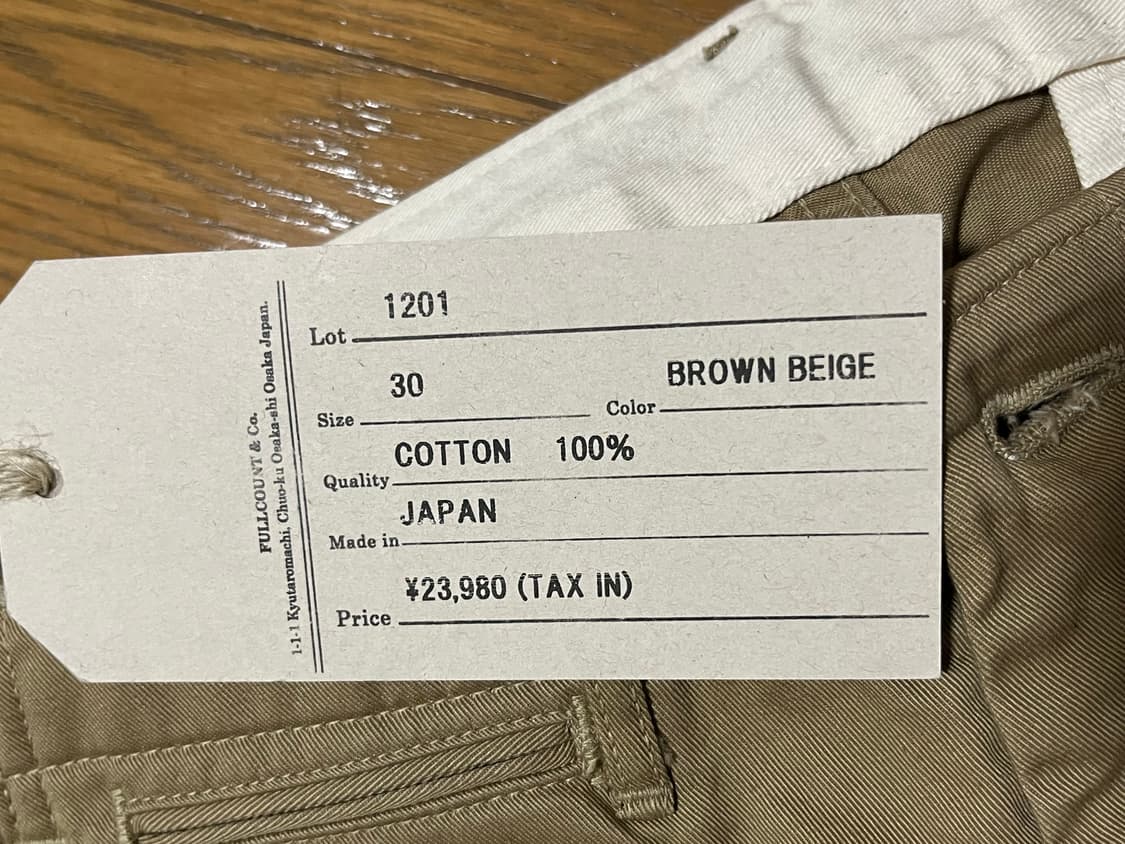 FULLCOUNT & Co.
1-1-1 Kyutaromachi, Chuo-ku Osaka-shi Osaka Japan.
Lot 1201
Size 30 Color BROWN BEIGE
Quality COTTON 100%
Made in JAPAN
Price ¥23,980 (TAX IN)